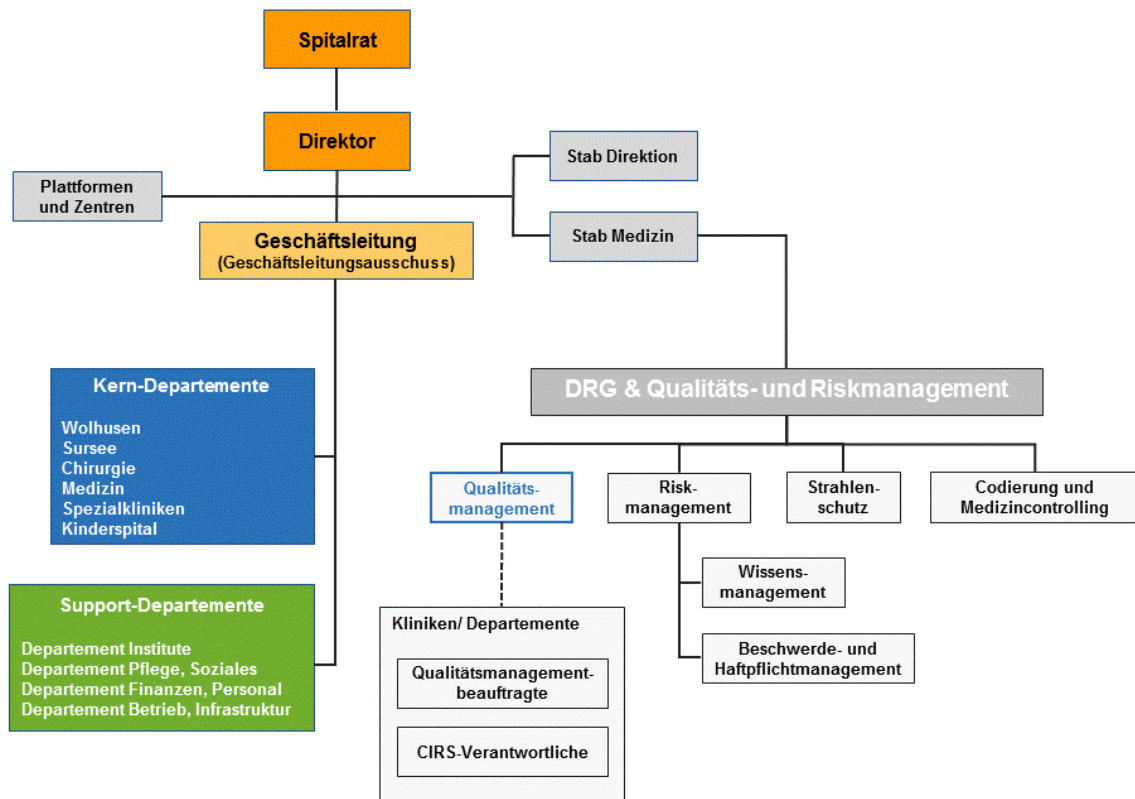 Spitalrat
Direktor
Stab Direktion
Plattformen
und Zentren
Stab Medizin
Geschäftsleitung
(Geschäftsleitungsausschuss)
Kern-Departemente
Wolhusen
Sursee
Chirurgie
Medizin
Spezialkliniken
Kinderspital
DRG & Qualitäts- und Riskmanagement
Qualitäts-
management
Risk-
management
Strahlen-
schutz
Codierung und
Medizincontrolling
Wissens-
management
Beschwerde- und
Haftpflichtmanagement
Support-Departemente
Departement Institute
Departement Pflege, Soziales
Departement Finanzen, Personal
Departement Betrieb, Infrastruktur
Kliniken/ Departemente
Qualitätsmanagement-
beauftragte
CIRS-Verantwortliche